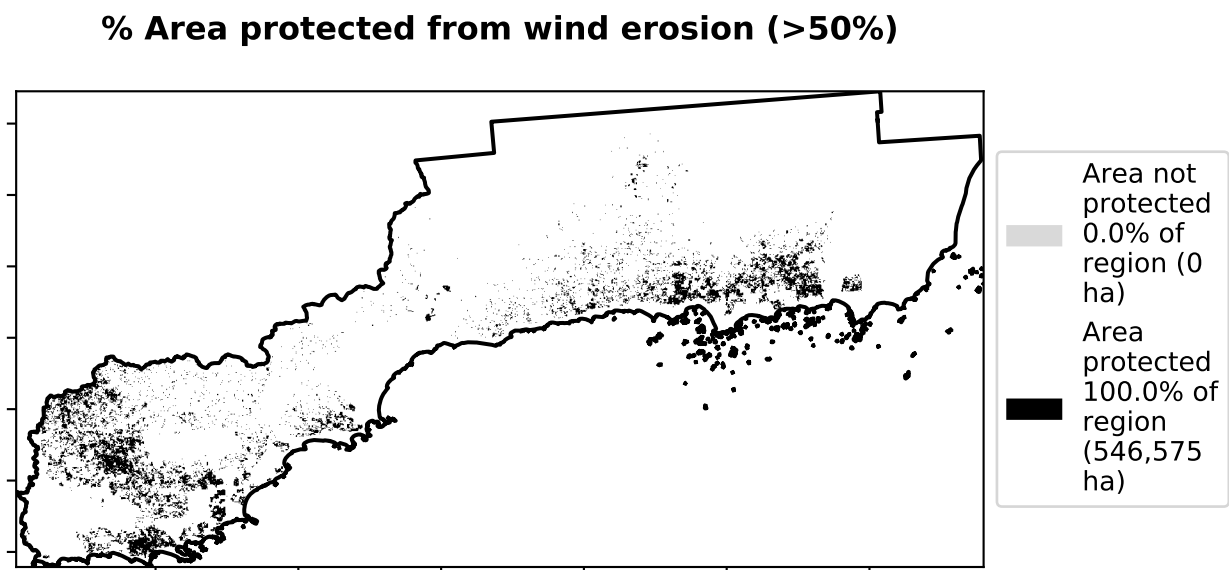 % Area protected from wind erosion (>50%)
Area not
protected
0.0% of
region (0
ha)
Area
protected
100.0% of
region
(546,575
ha)